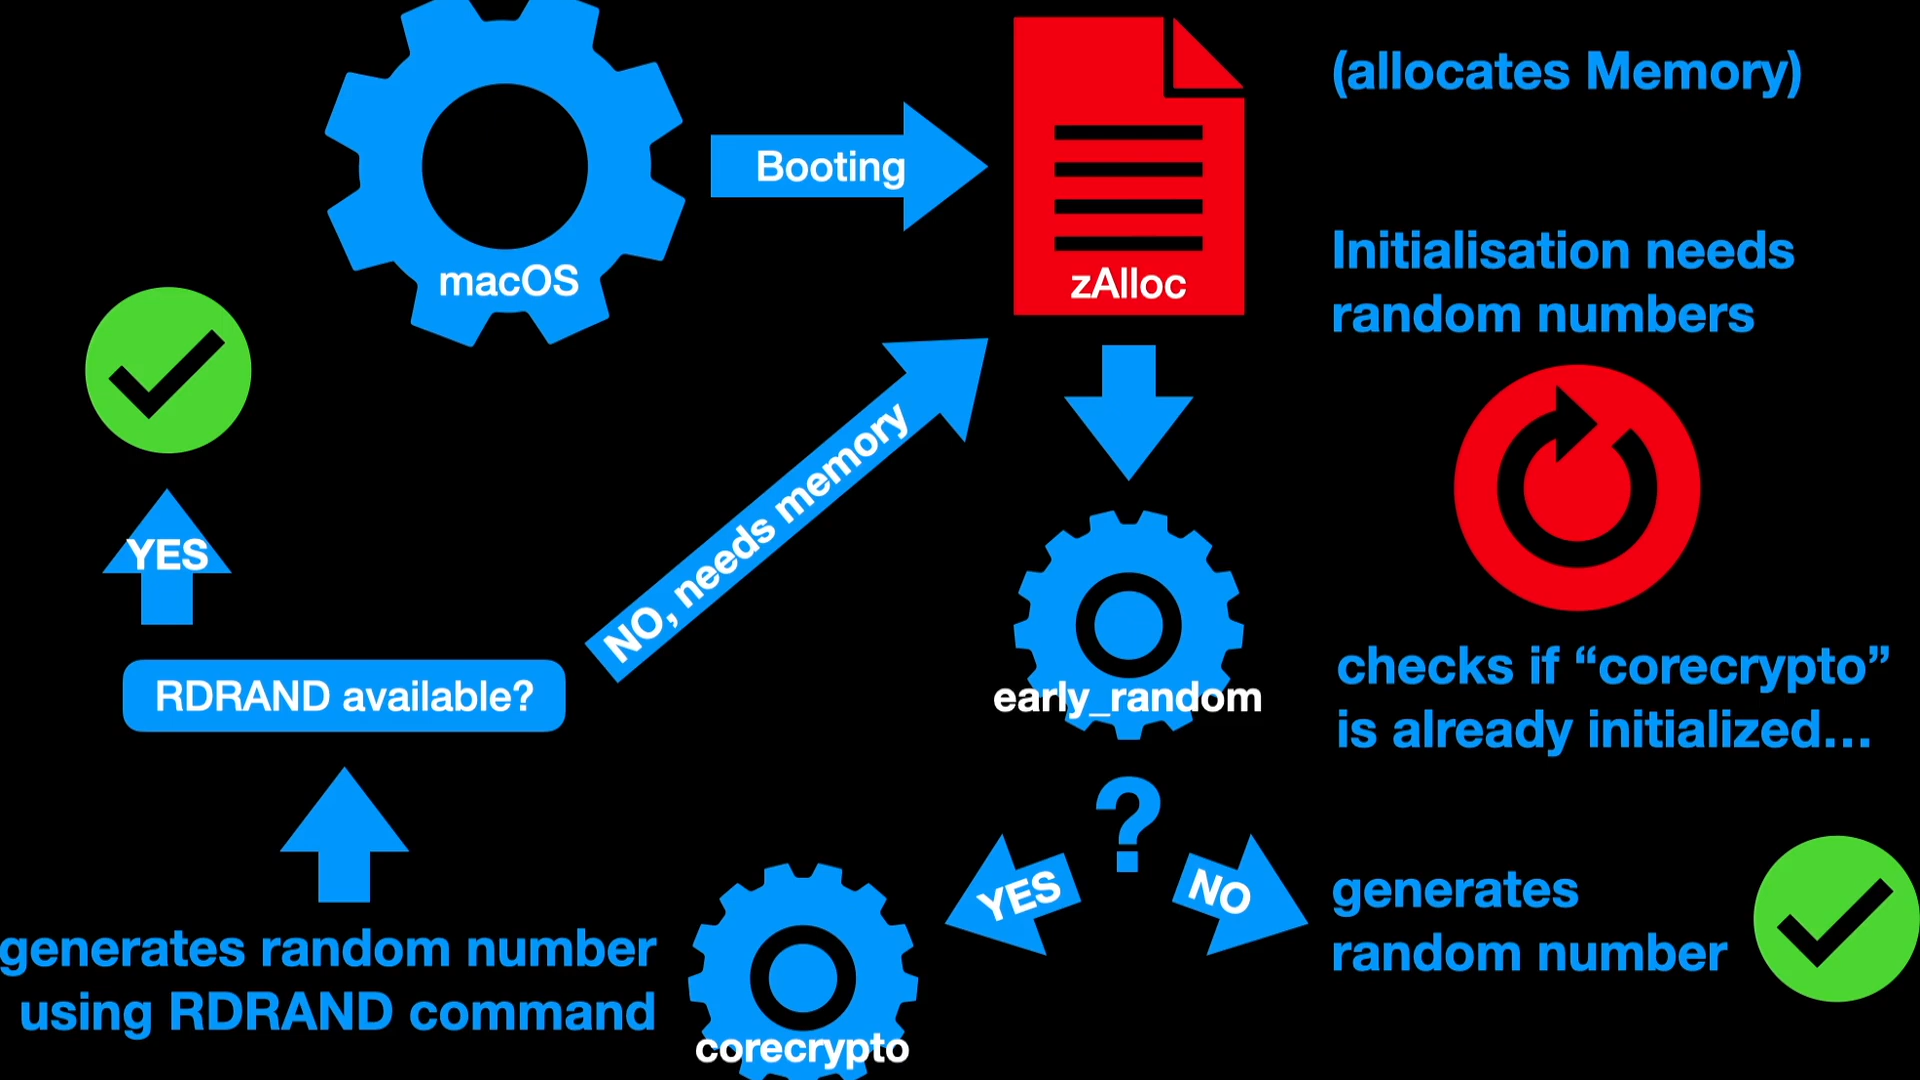 (allocates Memory)
Booting
macOS
zAlloc
Initialisation needs
random numbers
NO, needs memory
YES
RDRAND available?
early_random
checks if “corecrypto”
is already initialized...
?
YES
NO
generates
random number
generates random number
using RDRAND command
corecrypto